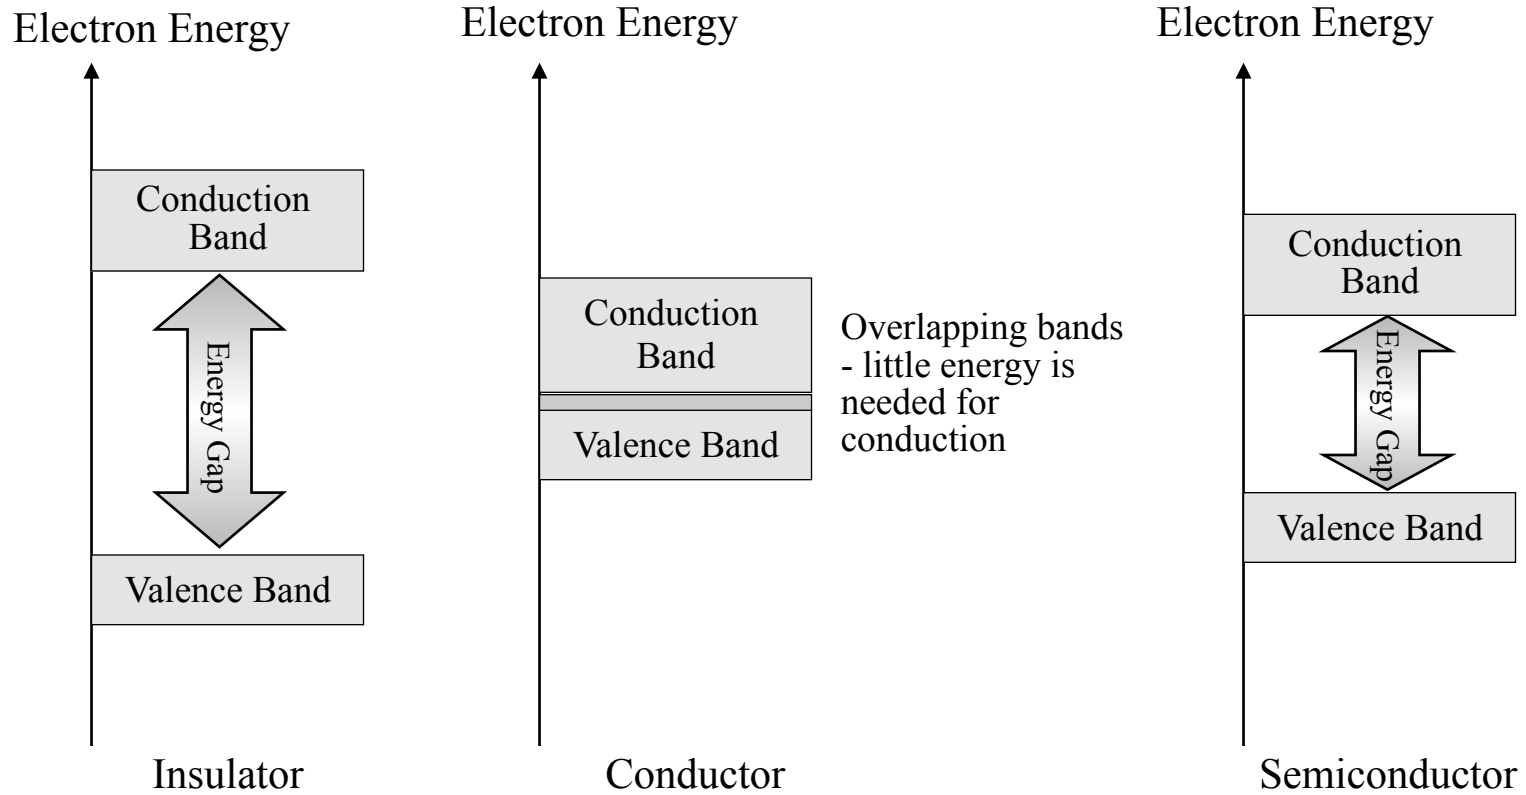 Electron Energy
Conduction
Band
Energy Gap
Valence Band
Insulator
Electron Energy
Conduction
Band
Valence Band
Overlapping bands
- little energy is
needed for
conduction
Conductor
Electron Energy
Conduction
Band
Energy Gap
Valence Band
Semiconductor